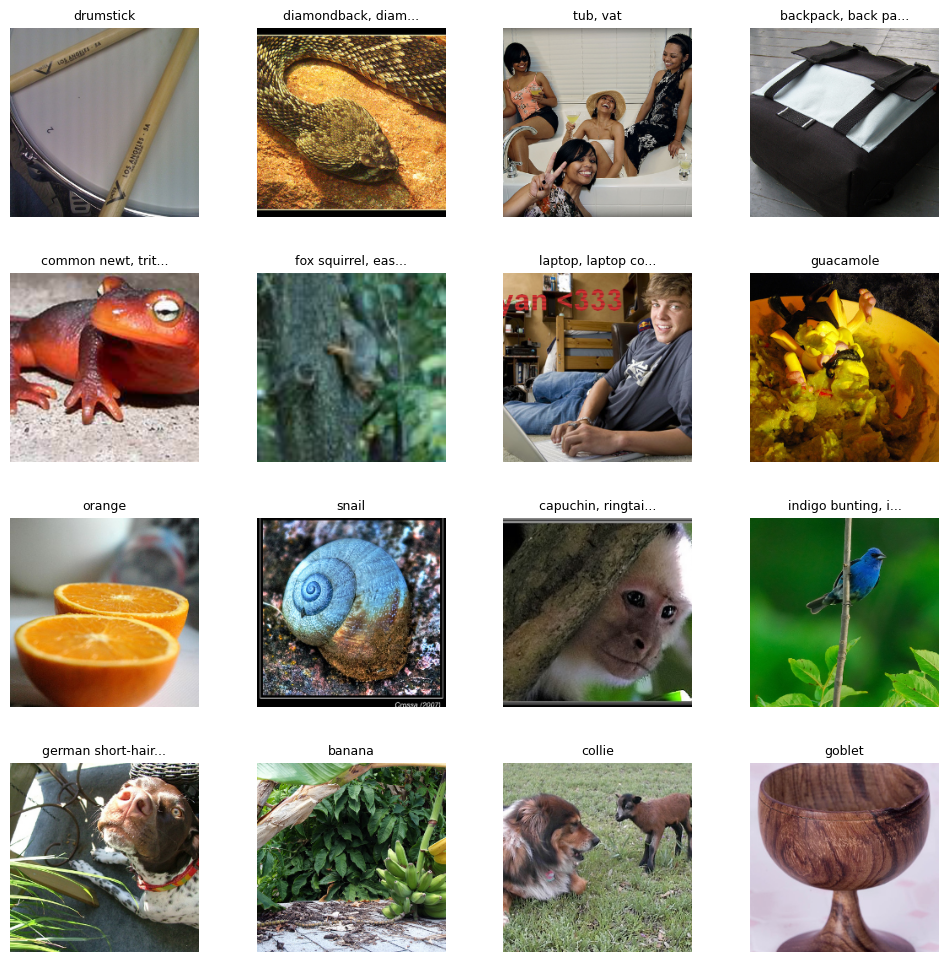 drumstick
diamondback, diam...
tub, vat
backpack, back pa...
LOS ANGELES · 5A
LOS ANGELES · 5A
common newt, trit...
fox squirrel, eas...
laptop, laptop co...
guacamole
yan <333
orange
snail
capuchin, ringtai...
indigo bunting, i...
Crossa (2007)
german short-hair...
banana
collie
goblet